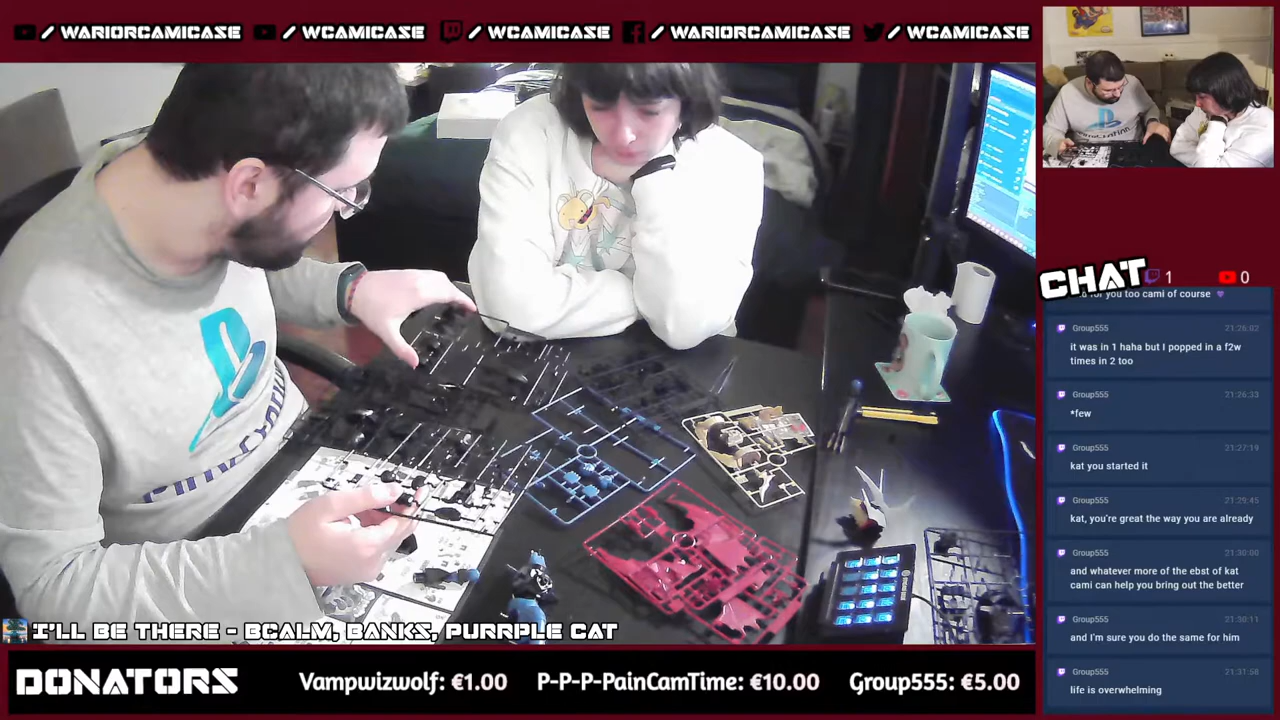 / WARIORCAMICASE / WCAMICASE / WCAMICASE / WARIORCAMICASE / WCAMICASE
CHAT 1 0
for you too cami of course
Group555 21:26:02
it was in 1 haha but I popped in a f2w
times in 2 too
Group555 21:26:33
*few
Group555 21:27:19
kat you started it
Group555 21:29:45
kat, you're great the way you are already
Group555 21:30:00
and whatever more of the ebst of kat
cami can help you bring out the better
Group555 21:30:11
and I'm sure you do the same for him
Group555 21:31:58
life is overwhelming
I'LL BE THERE - BCALM, BANKS, PURRPLE CAT
DONATORS Vampwizwolf: €1.00 P-P-P-PainCamTime: €10.00 Group555: €5.00